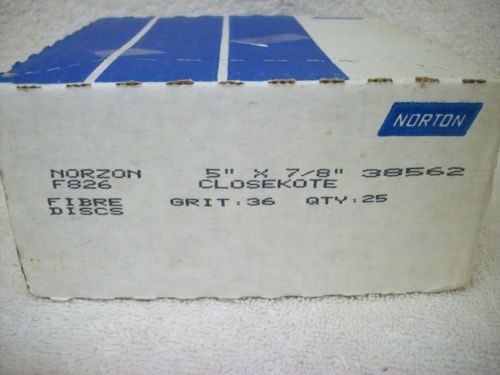 NORTON
NORZON 5" X 7/8" 38562
F826 CLOSEKOTE
FIBRE GRIT:36 QTY:25
DISCS